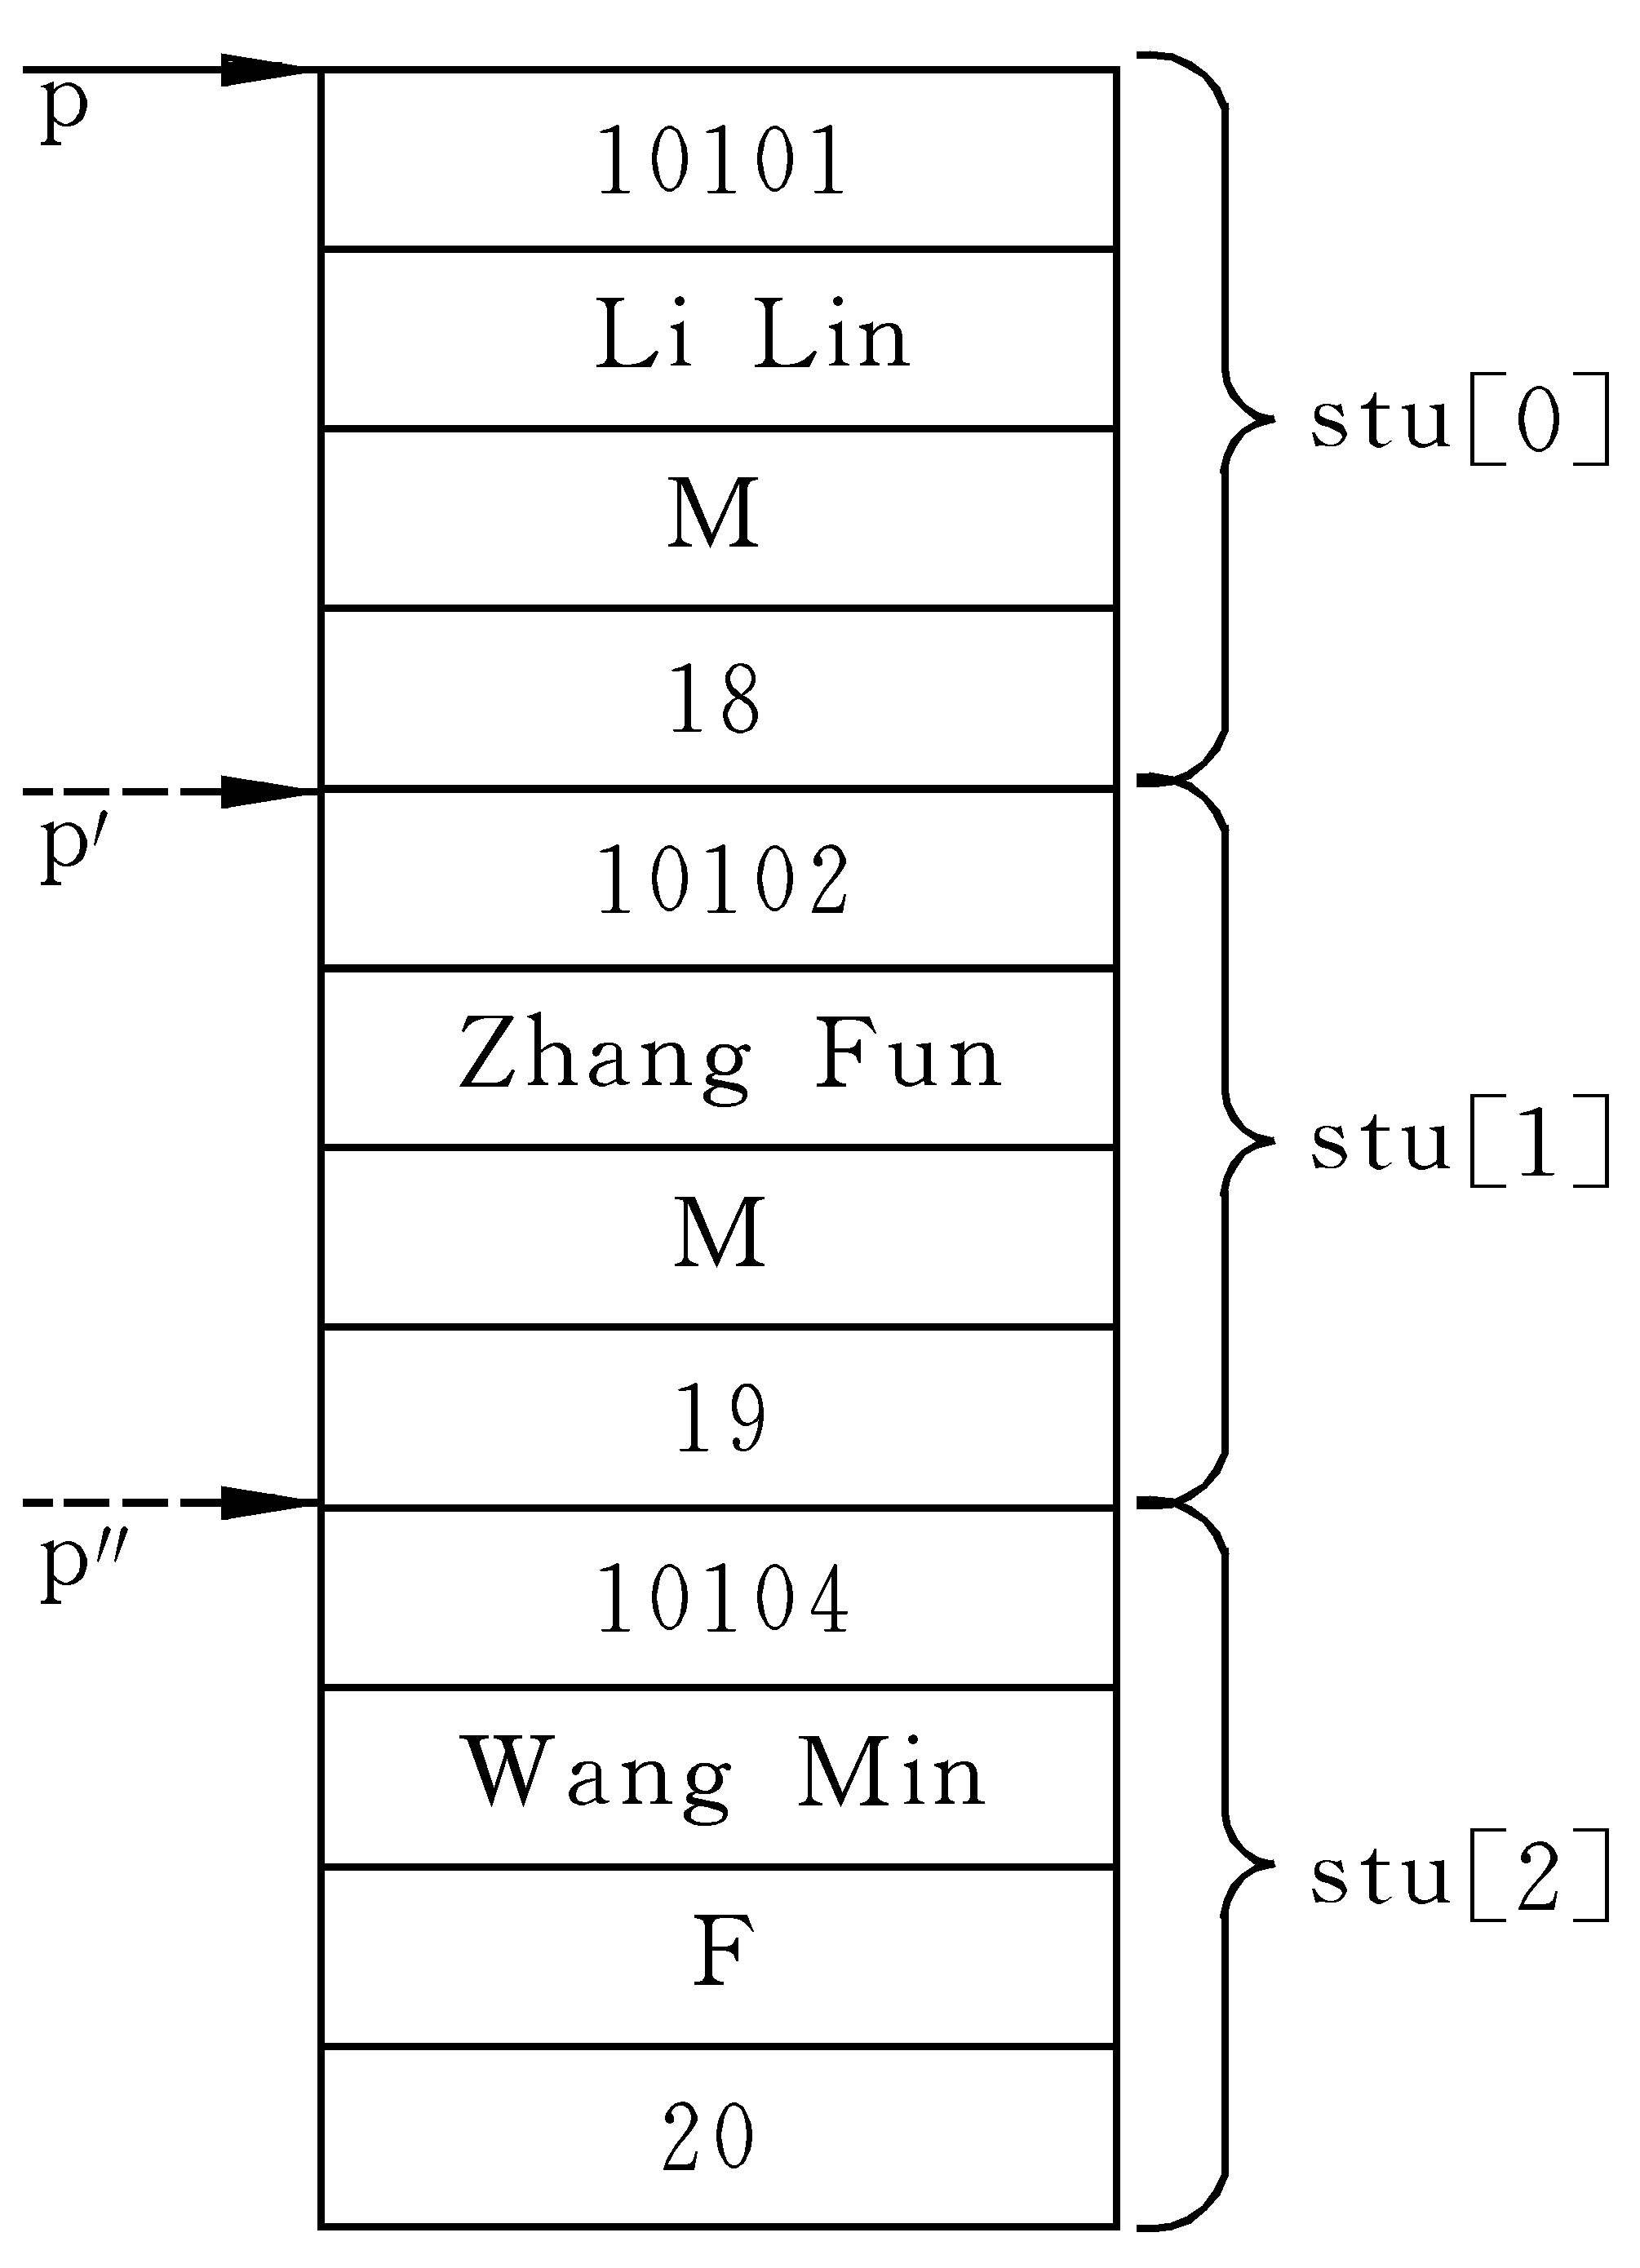 p
10101
Li Lin
M
stu[0]
18
p′
10102
Zhang Fun
M
stu[1]
19
p″
10104
Wang Min
F
stu[2]
20